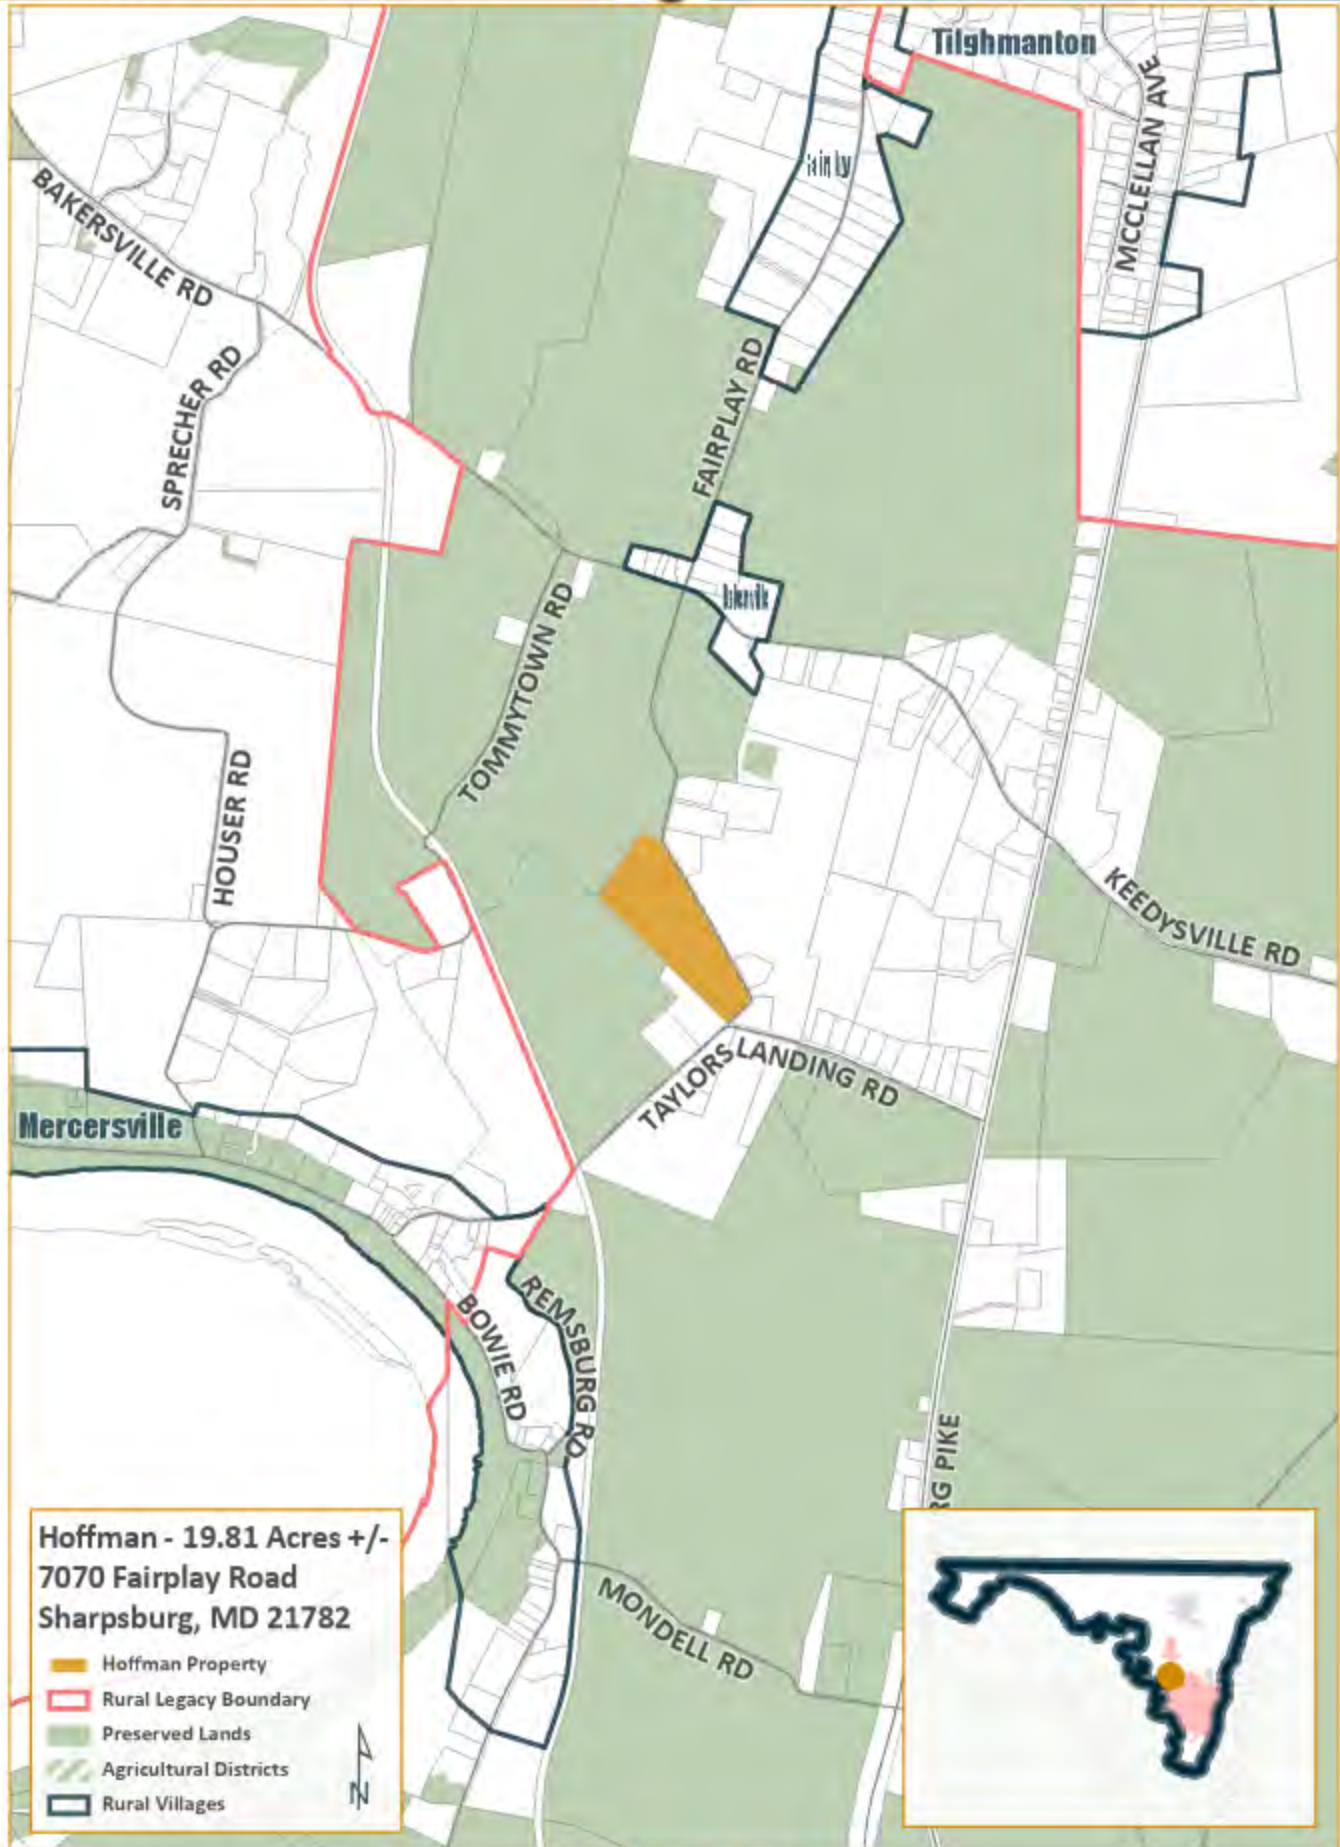 Tilghmanton
MCCLELLAN AVE
BAKERSVILLE RD
SPRECHER RD
FAIRPLAY RD
TOMMYTOWN RD
HOUSER RD
KEEDYSVILLE RD
TAYLORS LANDING RD
Mercersville
REMSBURG RD
BOWIE RD
RG PIKE
MONDELL RD
Hoffman - 19.81 Acres +/-
7070 Fairplay Road
Sharpsburg, MD 21782
Hoffman Property
Rural Legacy Boundary
Preserved Lands
Agricultural Districts
Rural Villages
N